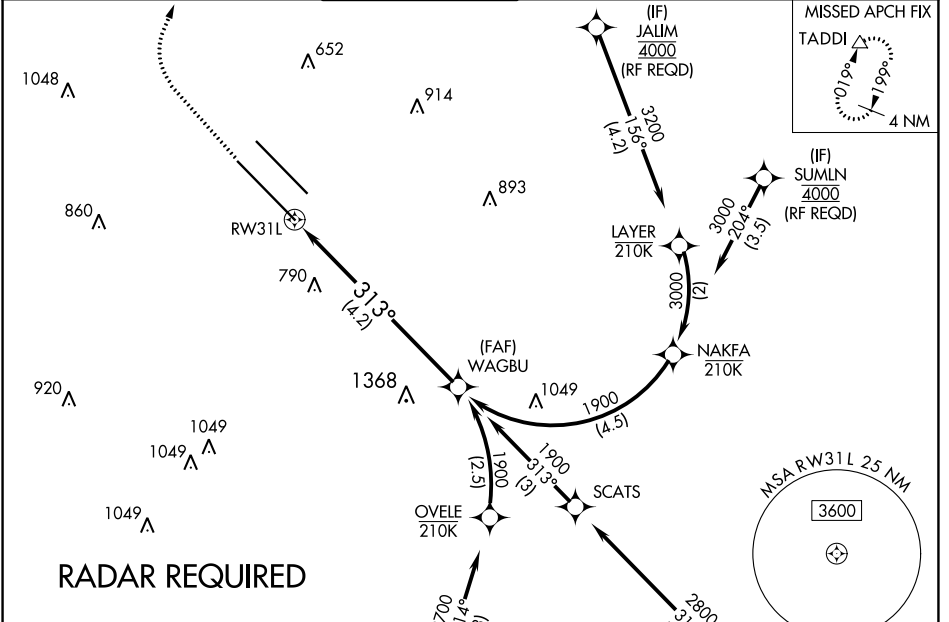 (IF)
JALIM
4000
(RF REQD)
MISSED APCH FIX
TADDI
019°
199°
4 NM
652
1048
914
3200
156°
(4.2)
(IF)
SUMLN
4000
(RF REQD)
3000
204°
(3.5)
893
860
RW31L
LAYER
210K
790
3000
(2)
313°
(4.2)
NAKFA
210K
(FAF)
WAGBU
1368
1049
1900
(4.5)
920
1049
1049
1900
(2.5)
1900
313°
(3)
SCATS
OVELE
210K
1049
MSA RW31L 25 NM
3600
RADAR REQUIRED
2800